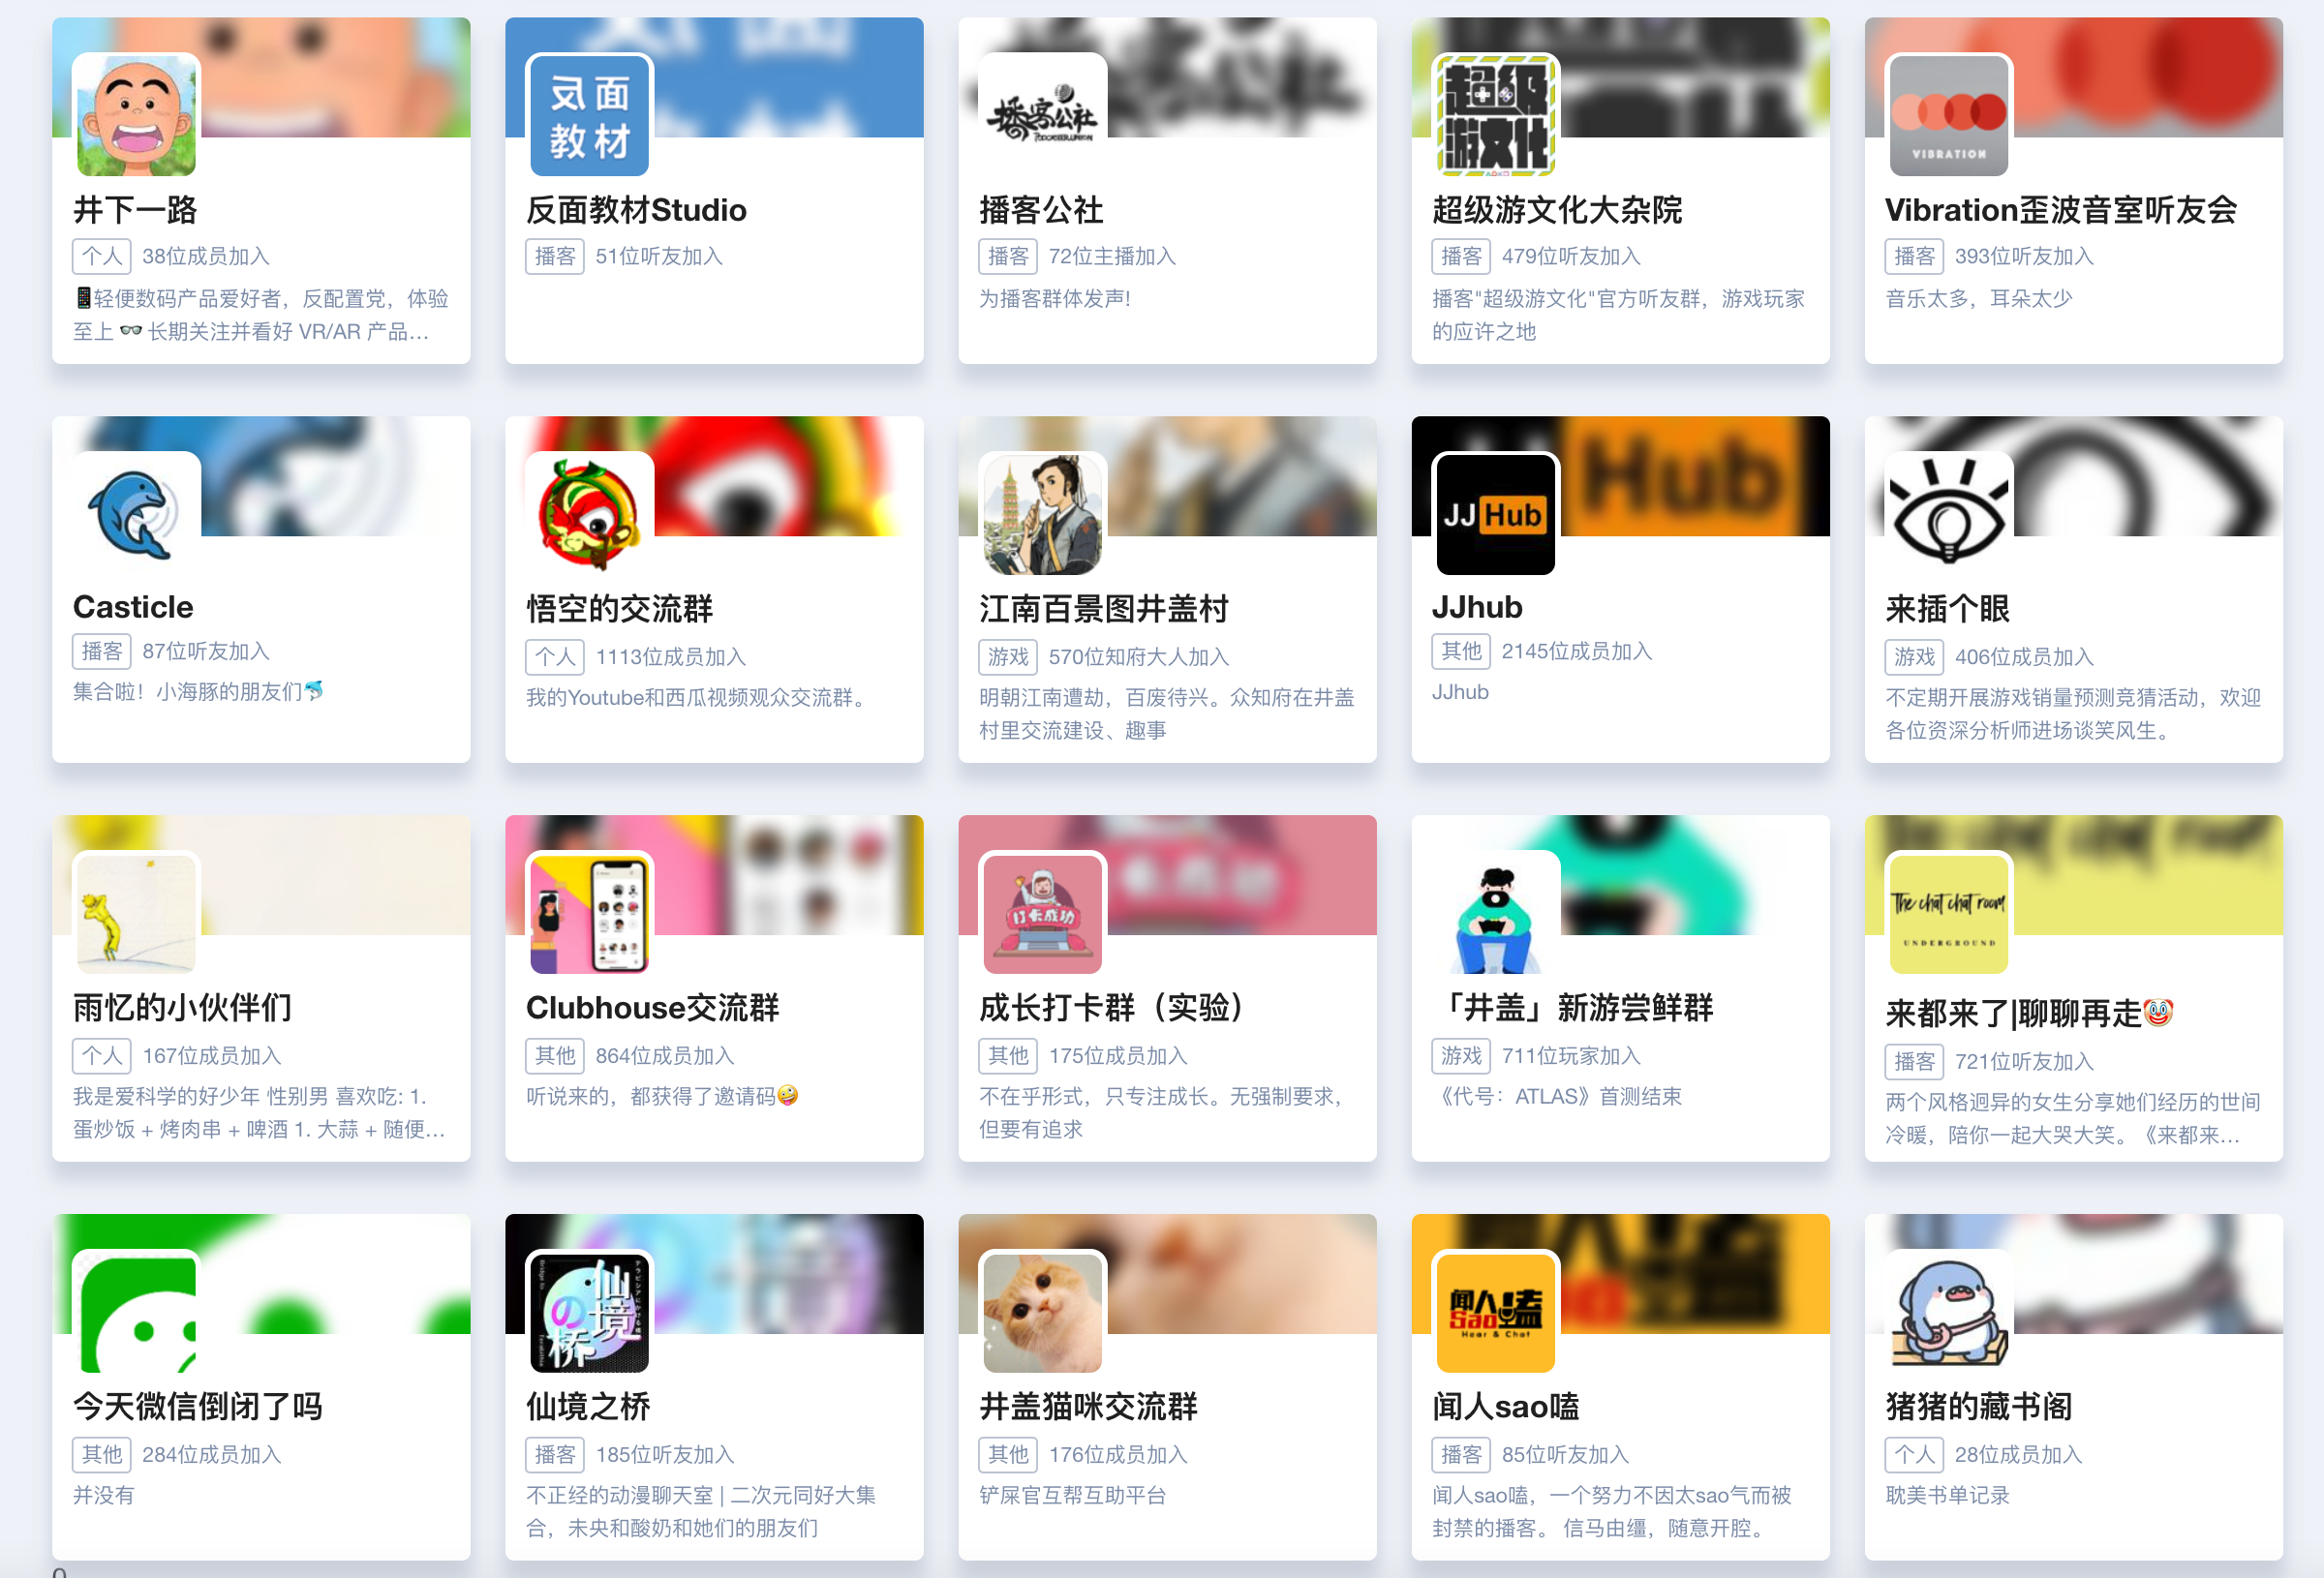 反面
教材
播客公社
PODCASTER UNION
超级
游文化
VIBRATION
井下一路
反面教材Studio
播客公社
超级游文化大杂院
Vibration歪波音室听友会
个人 38位成员加入
播客 51位听友加入
播客 72位主播加入
播客 479位听友加入
播客 393位听友加入
📱轻便数码产品爱好者，反配置党，体验
至上 👓 长期关注并看好 VR/AR 产品...
为播客群体发声!
播客"超级游文化"官方听友群，游戏玩家
的应许之地
音乐太多，耳朵太少
Hub
JJ Hub
Casticle
悟空的交流群
江南百景图井盖村
JJhub
来插个眼
播客 87位听友加入
个人 1113位成员加入
游戏 570位知府大人加入
其他 2145位成员加入
游戏 406位成员加入
集合啦！小海豚的朋友们🐬
我的Youtube和西瓜视频观众交流群。
明朝江南遭劫，百废待兴。众知府在井盖
村里交流建设、趣事
JJhub
不定期开展游戏销量预测竞猜活动，欢迎
各位资深分析师进场谈笑风生。
打卡成功
The chat chat room
UNDERGROUND
雨忆的小伙伴们
Clubhouse交流群
成长打卡群（实验）
「井盖」新游尝鲜群
来都来了|聊聊再走🤡
个人 167位成员加入
其他 864位成员加入
其他 175位成员加入
游戏 711位玩家加入
播客 721位听友加入
我是爱科学的好少年 性别男 喜欢吃: 1.
蛋炒饭 + 烤肉串 + 啤酒 1. 大蒜 + 随便...
听说来的，都获得了邀请码🤪
不在乎形式，只专注成长。无强制要求，
但要有追求
《代号：ATLAS》首测结束
两个风格迥异的女生分享她们经历的世间
冷暖，陪你一起大哭大笑。《来都来...
仙境
の
桥
闻人
Sao嗑
Hear & Chat
今天微信倒闭了吗
仙境之桥
井盖猫咪交流群
闻人sao嗑
猪猪的藏书阁
其他 284位成员加入
播客 185位听友加入
其他 176位成员加入
播客 85位听友加入
个人 28位成员加入
并没有
不正经的动漫聊天室 | 二次元同好大集
合，未央和酸奶和她们的朋友们
铲屎官互帮互助平台
闻人sao嗑，一个努力不因太sao气而被
封禁的播客。 信马由缰，随意开腔。
耽美书单记录